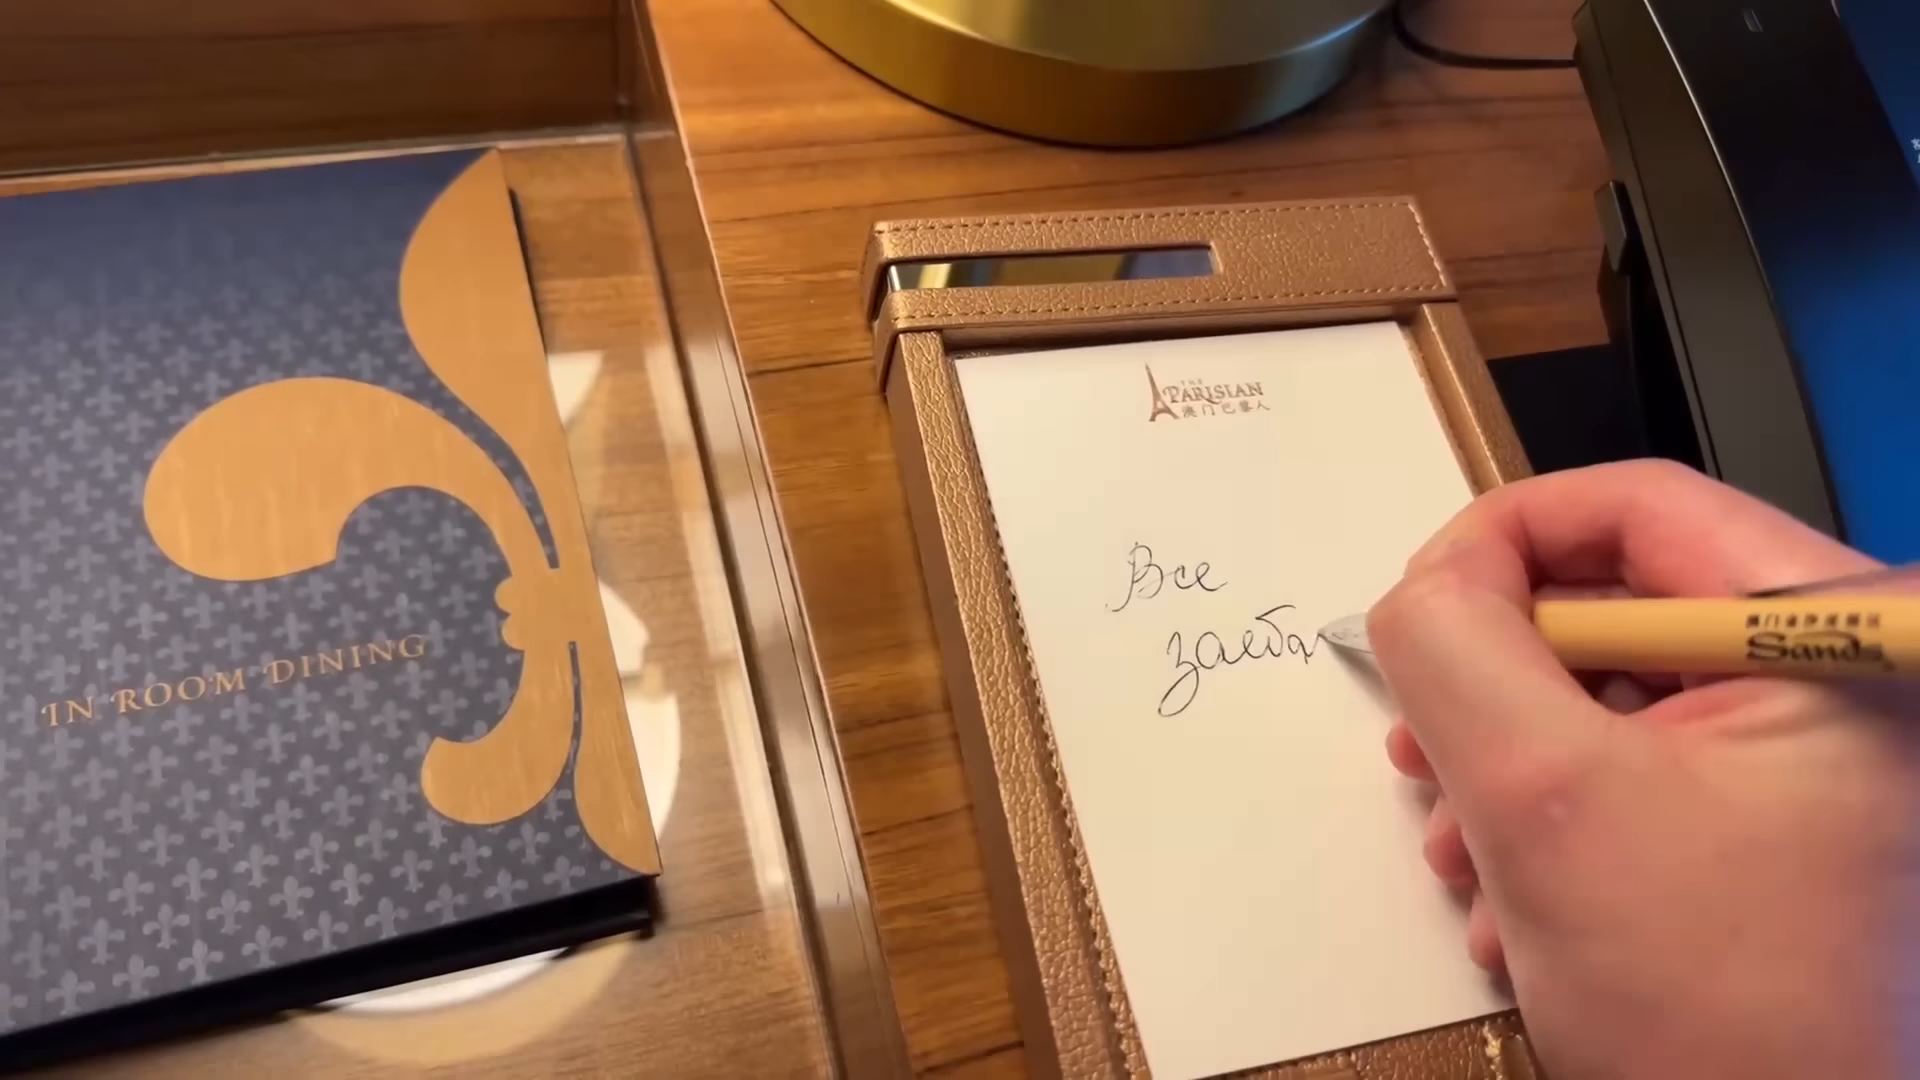 IN ROOM DINING
THE
PARISIAN
澳门巴黎人
Все
заеба
Sands